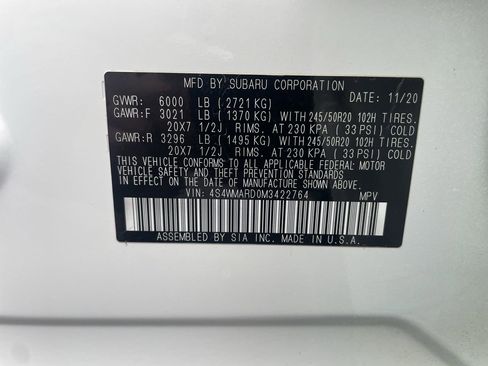 MFD BY SUBARU CORPORATION
GVWR: 6000 LB ( 2721 KG) DATE: 11/20
GAWR:F 3021 LB ( 1370 KG) WITH 245/50R20 102H TIRES.
20X7 1/2J RIMS. AT 230 KPA ( 33 PSI) COLD
GAWR:R 3296 LB ( 1495 KG) WITH 245/50R20 102H TIRES.
20X7 1/2J RIMS. AT 230 KPA ( 33 PSI) COLD
THIS VEHICLE CONFORMS TO ALL APPLICABLE FEDERAL MOTOR
VEHICLE SAFETY AND THEFT PREVENTION STANDARDS
IN EFFECT ON THE DATE OF MANUFACTURE SHOWN ABOVE.
VIN: 4S4WMARD0M3422764 MPV
ASSEMBLED BY SIA INC. MADE IN U.S.A.